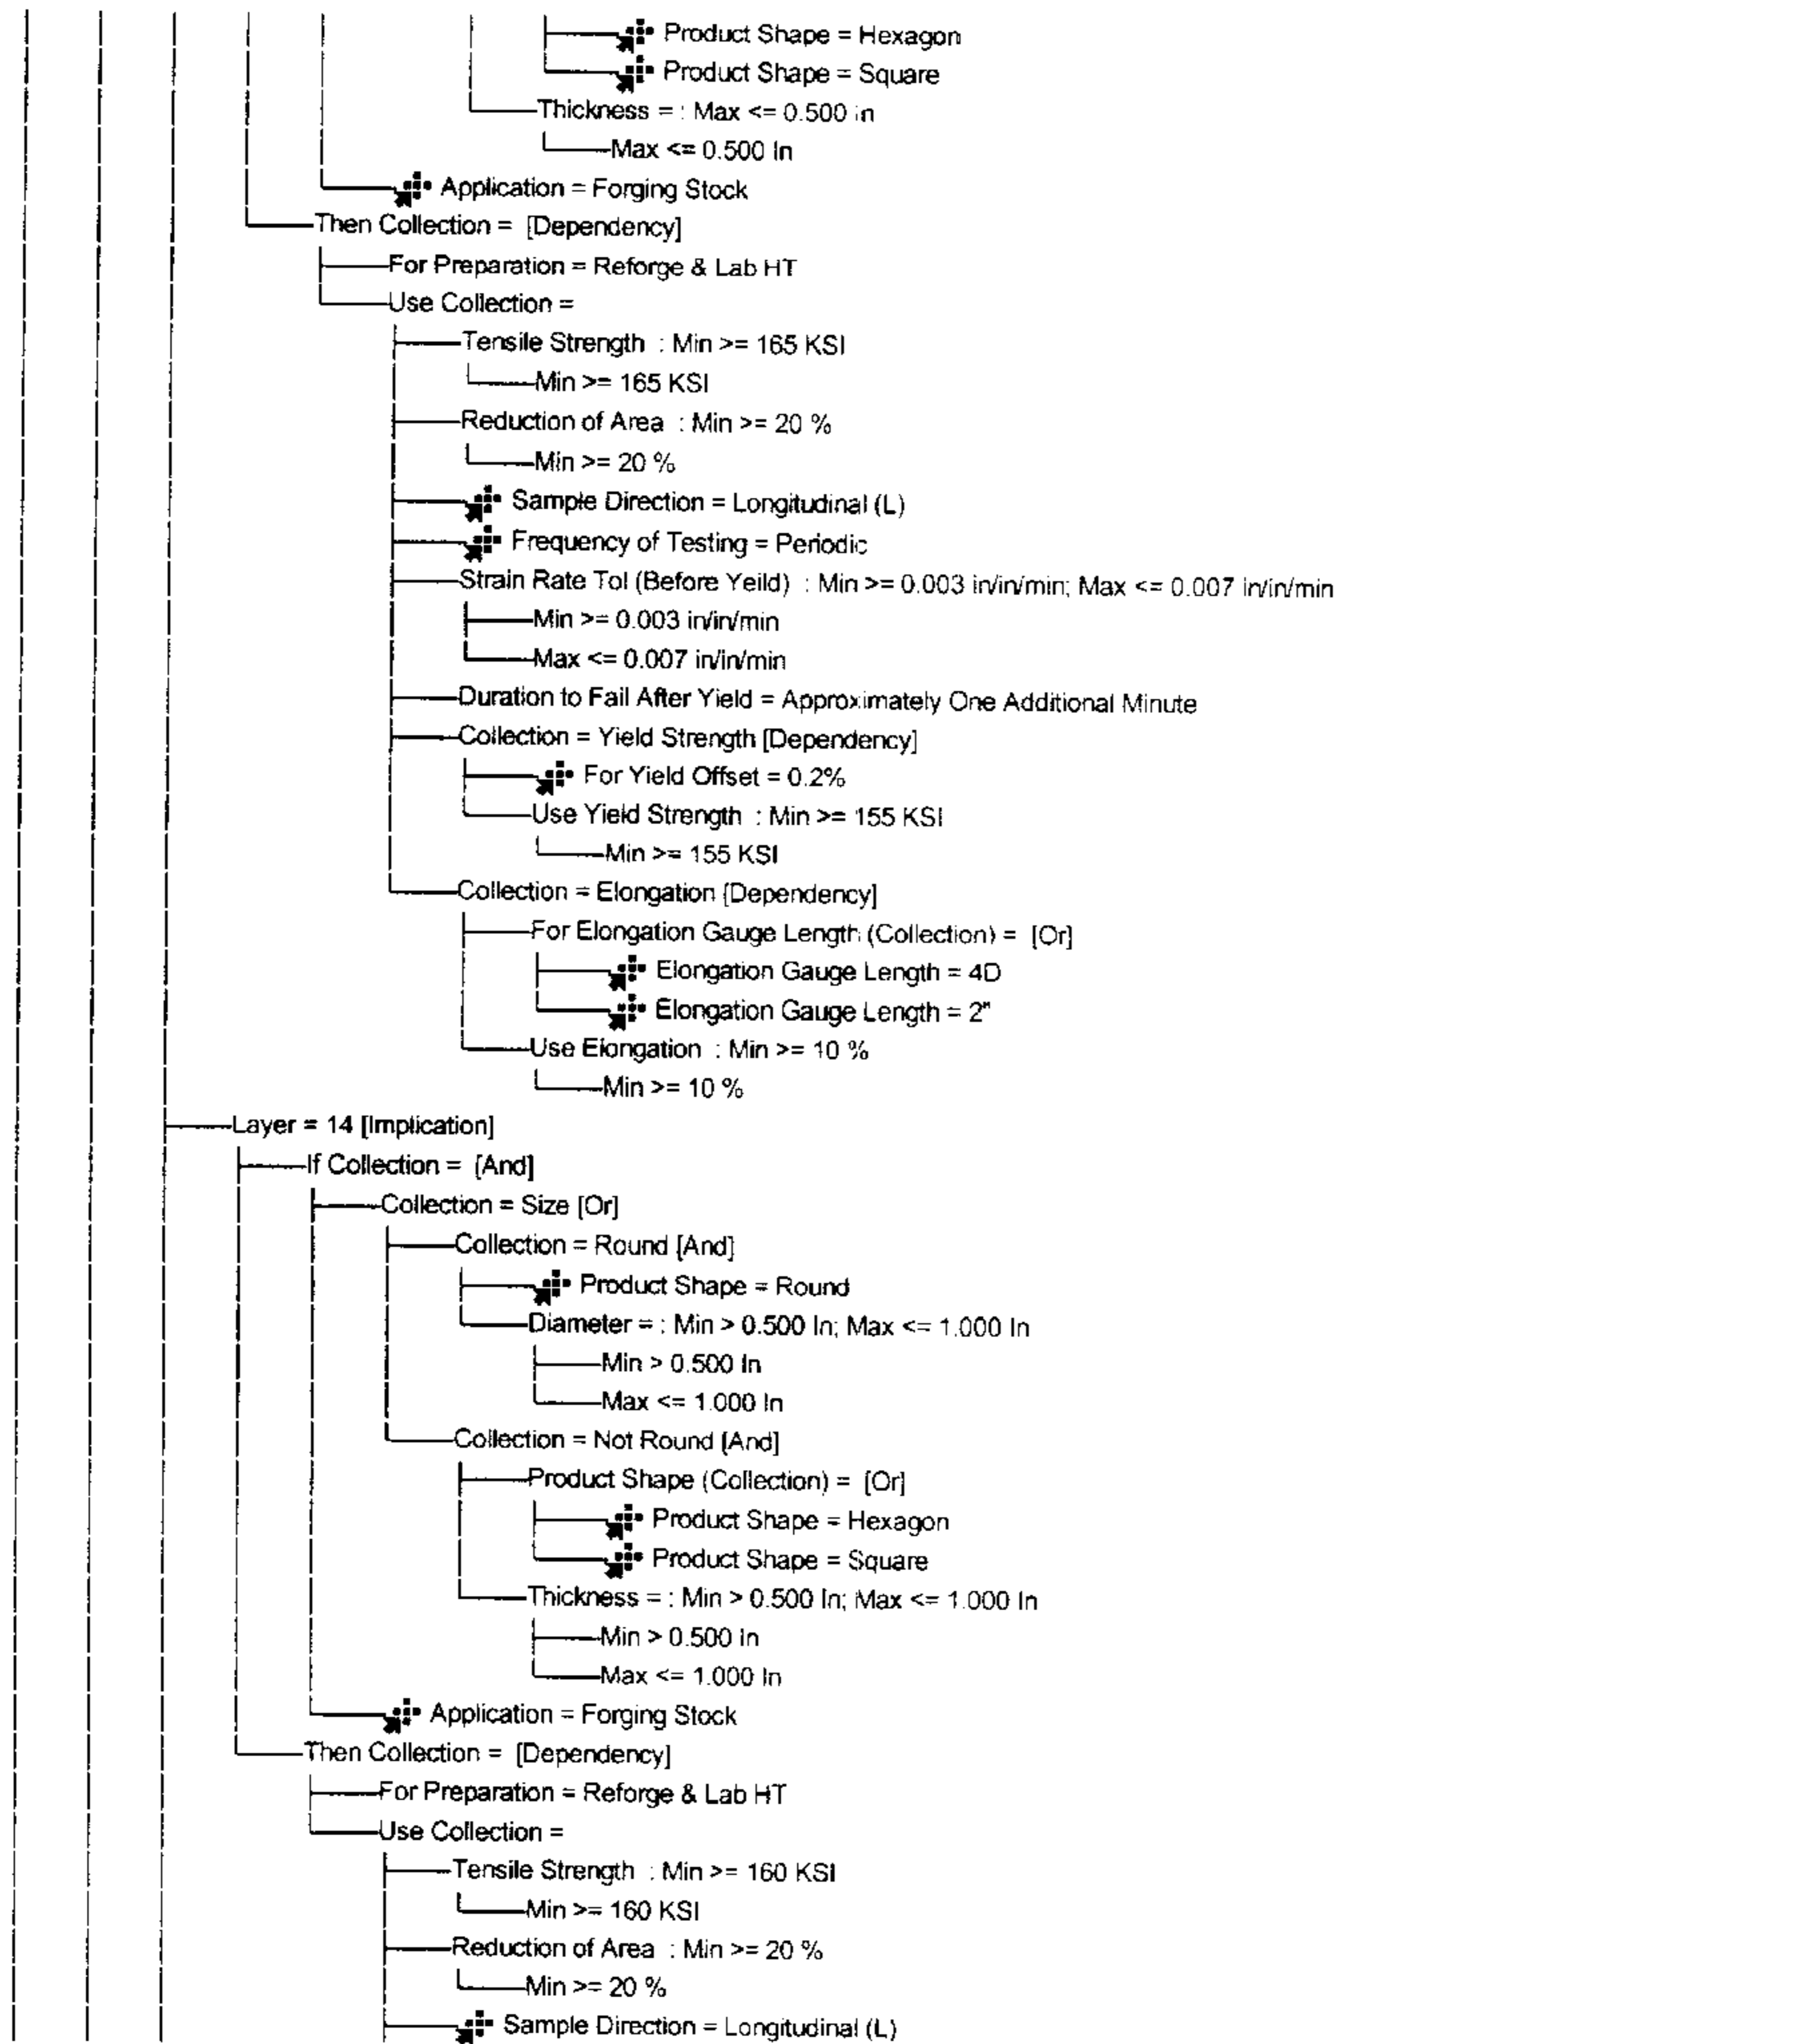 Product Shape = Hexagon
Product Shape = Square
Thickness = : Max <= 0.500 in
Max <= 0.500 In
Application = Forging Stock
Then Collection = [Dependency]
For Preparation = Reforge & Lab HT
Use Collection =
Tensile Strength : Min >= 165 KSI
Min >= 165 KSI
Reduction of Area : Min >= 20 %
Min >= 20 %
Sample Direction = Longitudinal (L)
Frequency of Testing = Periodic
Strain Rate Tol (Before Yeild) : Min >= 0.003 in/in/min; Max <= 0.007 in/in/min
Min >= 0.003 in/in/min
Max <= 0.007 in/in/min
Duration to Fail After Yield = Approximately One Additional Minute
Collection = Yield Strength [Dependency]
For Yield Offset = 0.2%
Use Yield Strength : Min >= 155 KSI
Min >= 155 KSI
Collection = Elongation [Dependency]
For Elongation Gauge Length (Collection) = [Or]
Elongation Gauge Length = 4D
Elongation Gauge Length = 2"
Use Elongation : Min >= 10 %
Min >= 10 %
Layer = 14 [Implication]
If Collection = [And]
Collection = Size [Or]
Collection = Round [And]
Product Shape = Round
Diameter = : Min > 0.500 In; Max <= 1.000 In
Min > 0.500 In
Max <= 1.000 In
Collection = Not Round [And]
Product Shape (Collection) = [Or]
Product Shape = Hexagon
Product Shape = Square
Thickness = : Min > 0.500 In; Max <= 1.000 In
Min > 0.500 In
Max <= 1.000 In
Application = Forging Stock
Then Collection = [Dependency]
For Preparation = Reforge & Lab HT
Use Collection =
Tensile Strength : Min >= 160 KSI
Min >= 160 KSI
Reduction of Area : Min >= 20 %
Min >= 20 %
Sample Direction = Longitudinal (L)